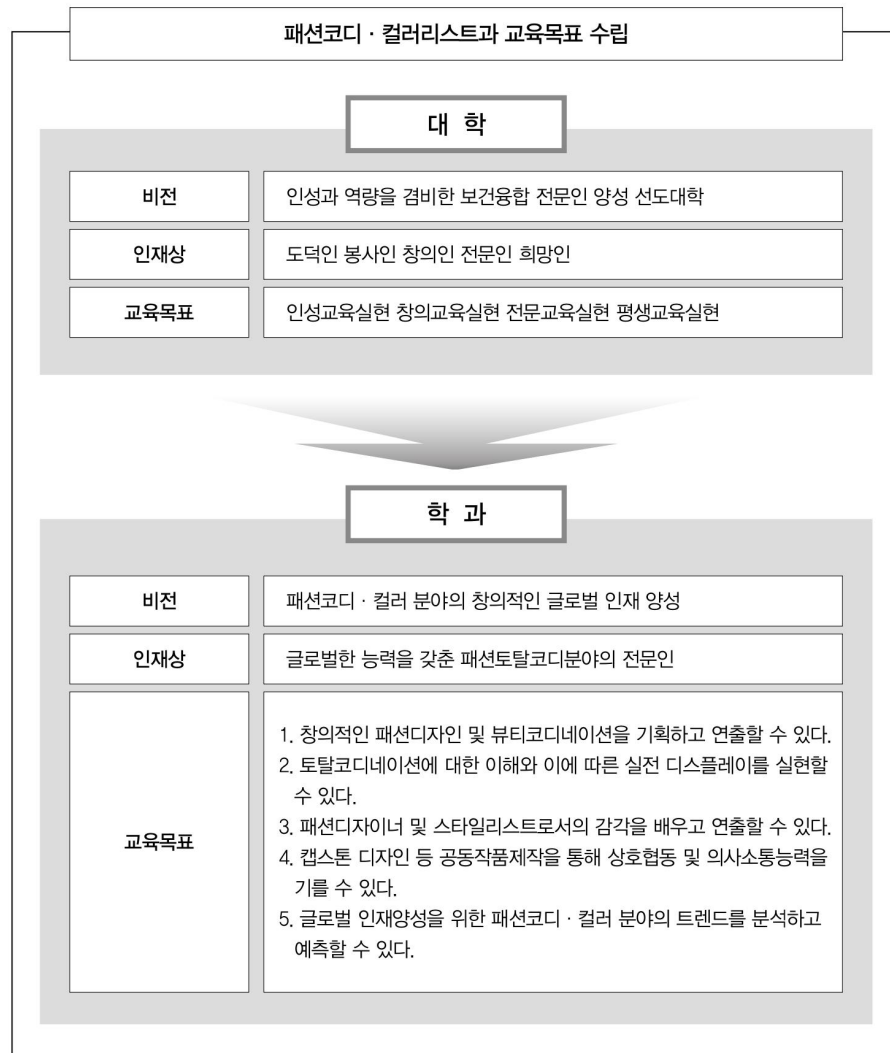 패션코디 · 컬러리스트과 교육목표 수립
대 학
비전
인성과 역량을 겸비한 보건융합 전문인 양성 선도대학
인재상
도덕인 봉사인 창의인 전문인 희망인
교육목표
인성교육실현 창의교육실현 전문교육실현 평생교육실현
학 과
비전
패션코디 · 컬러 분야의 창의적인 글로벌 인재 양성
인재상
글로벌한 능력을 갖춘 패션토탈코디분야의 전문인
교육목표
1. 창의적인 패션디자인 및 뷰티코디네이션을 기획하고 연출할 수 있다.
2. 토탈코디네이션에 대한 이해와 이에 따른 실전 디스플레이를 실현할
수 있다.
3. 패션디자이너 및 스타일리스트로서의 감각을 배우고 연출할 수 있다.
4. 캡스톤 디자인 등 공동작품제작을 통해 상호협동 및 의사소통능력을
기를 수 있다.
5. 글로벌 인재양성을 위한 패션코디 · 컬러 분야의 트렌드를 분석하고
예측할 수 있다.